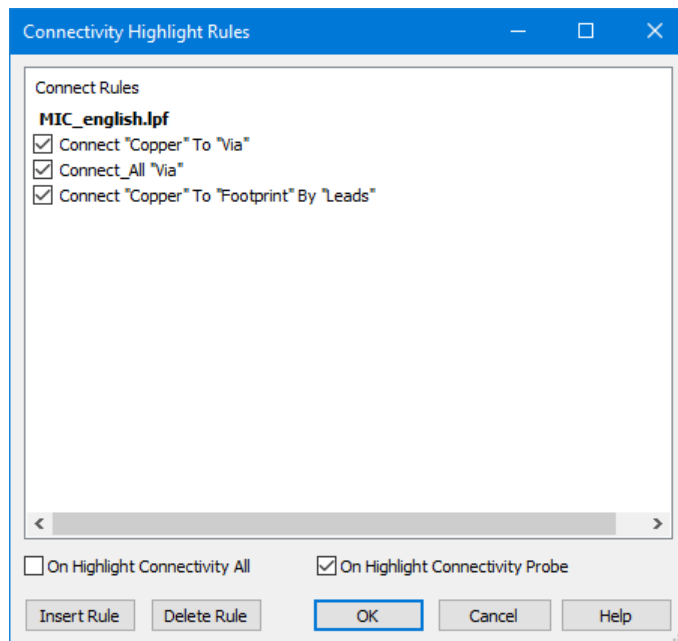 Connectivity Highlight Rules
Connect Rules
MIC_english.lpf
Connect "Copper" To "Via"
Connect_All "Via"
Connect "Copper" To "Footprint" By "Leads"
On Highlight Connectivity All
On Highlight Connectivity Probe
Insert Rule
Delete Rule
OK
Cancel
Help